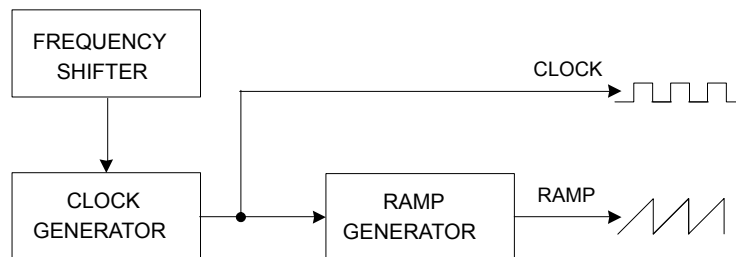 FREQUENCY
SHIFTER
CLOCK
CLOCK
GENERATOR
RAMP
GENERATOR
RAMP